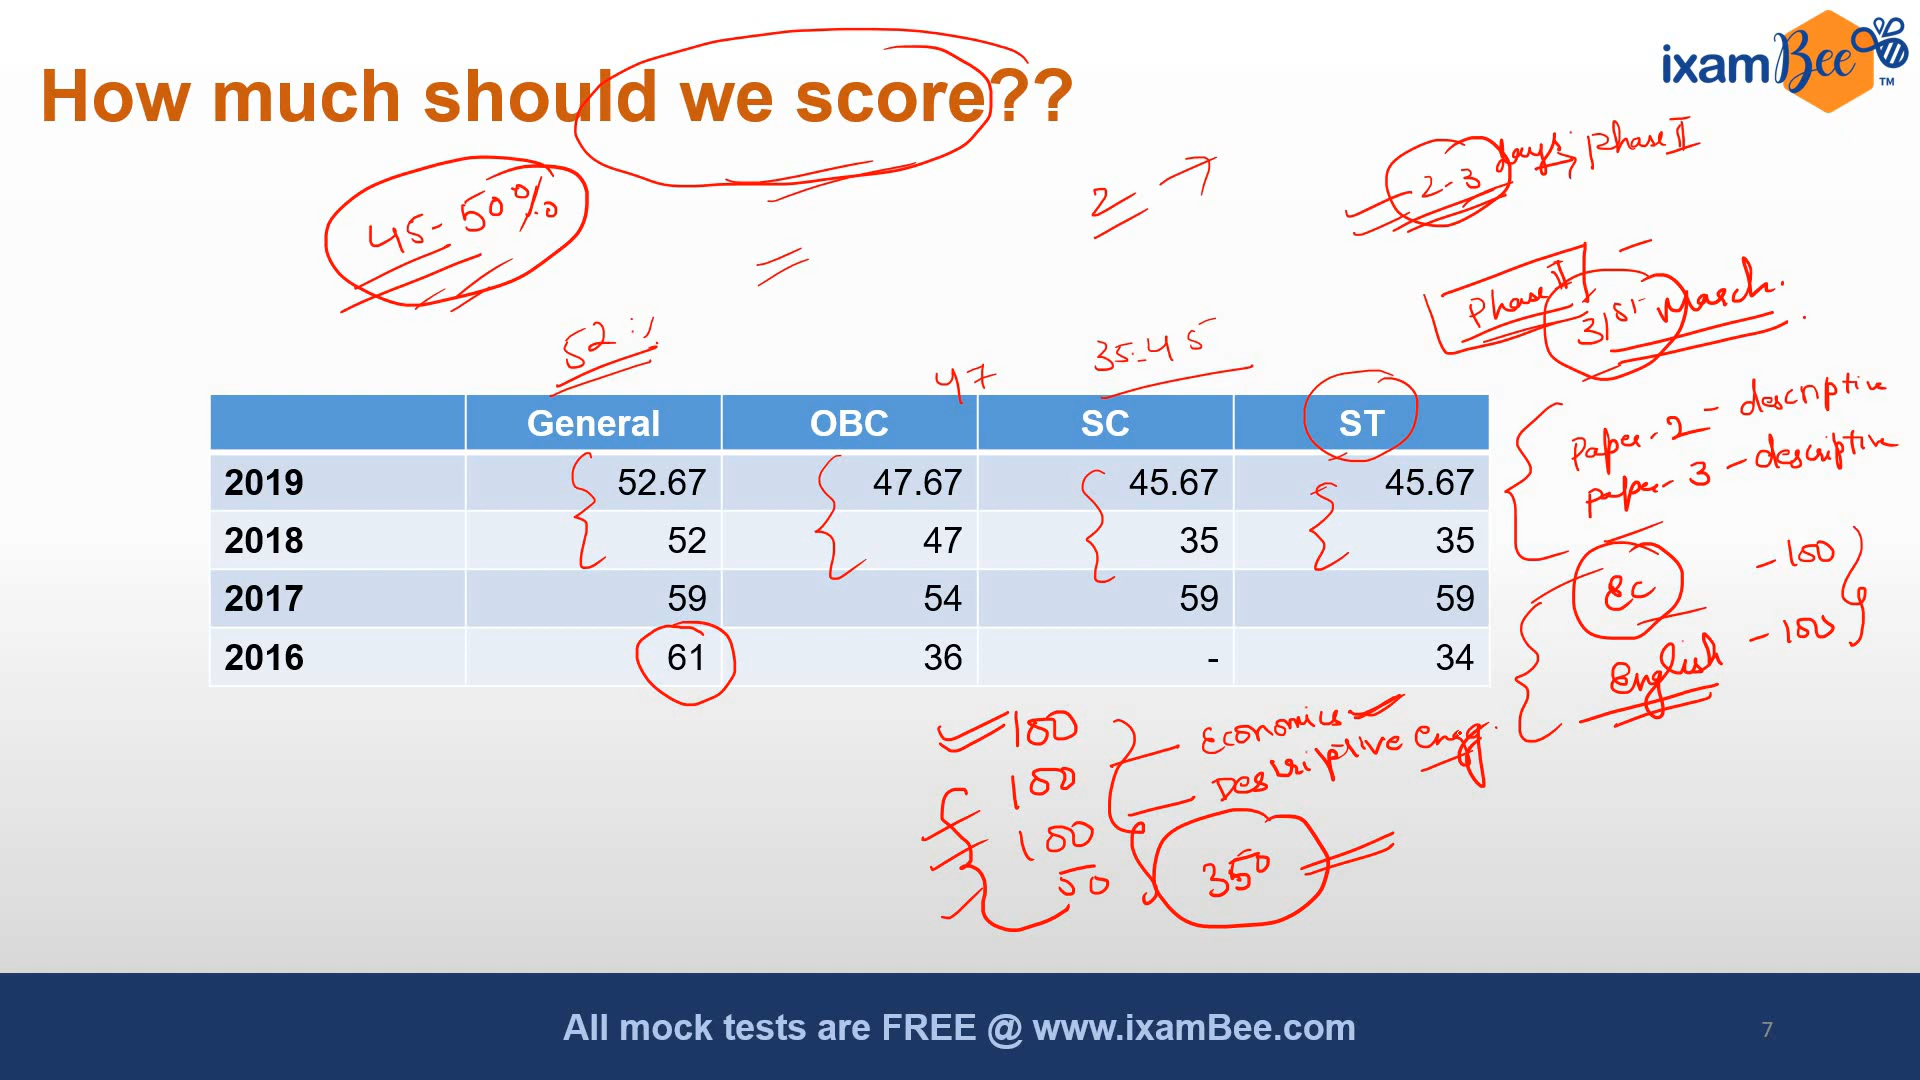 How much should we score??
ixamBee
TM
45-50%
2
2-3 days
Phase II
Phase II
31st March.
52%
47
35-45
General OBC SC ST
2019 52.67 47.67 45.67 45.67
2018 52 47 35 35
2017 59 54 59 59
2016 61 36 - 34
Paper-2 - descriptive
Paper-3 - descriptive
- 100
English - 100
100 Economics
100 Descriptive Eng.
100
50
350
All mock tests are FREE @ www.ixamBee.com
7